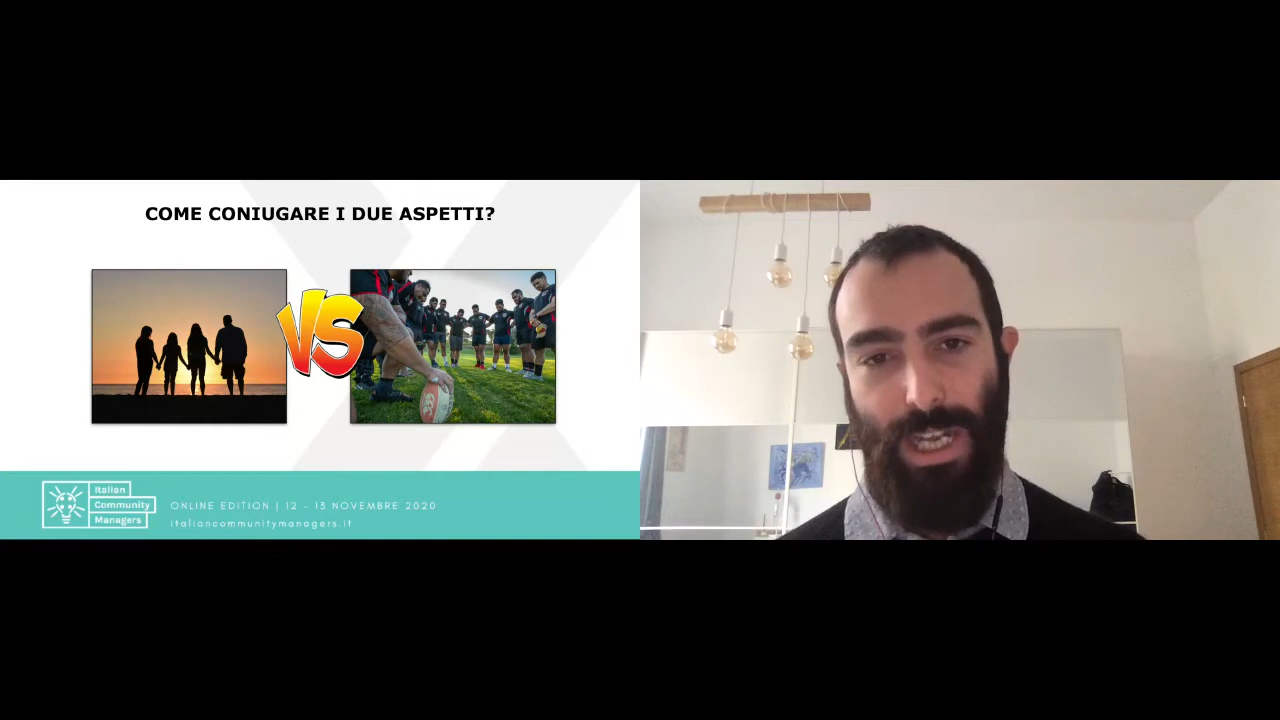 COME CONIUGARE I DUE ASPETTI?
VS
Italian
Community
Managers
ONLINE EDITION | 12 - 13 NOVEMBRE 2020
italiancommunitymanagers.it